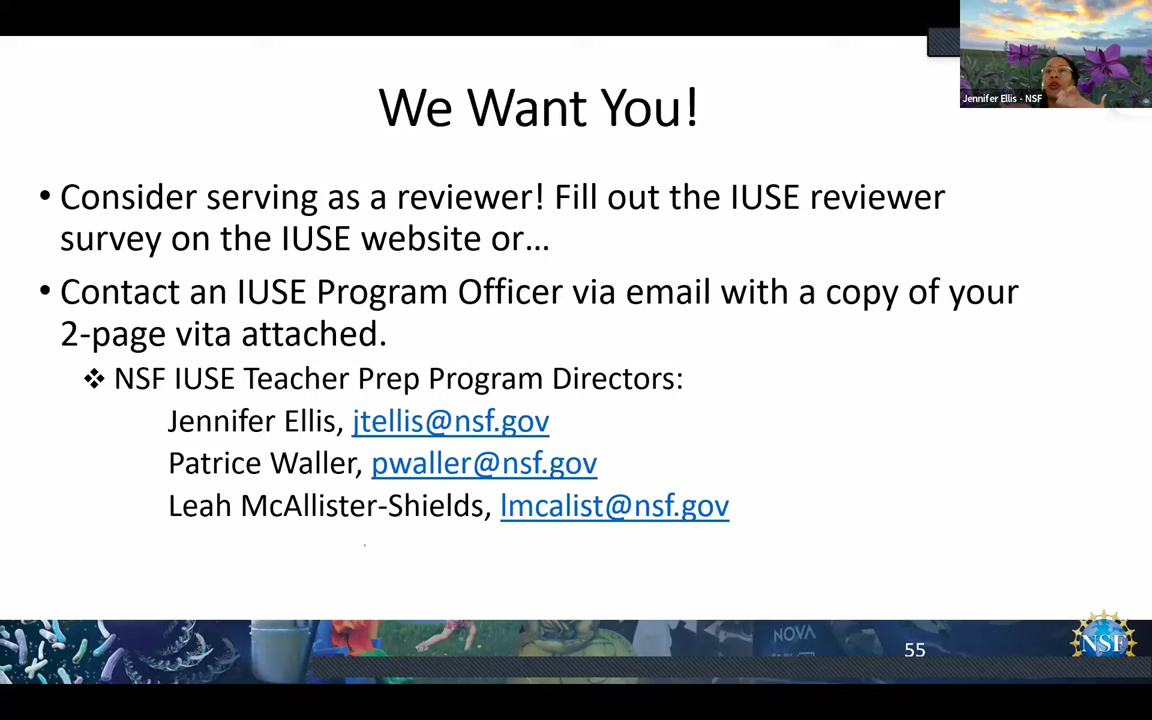 Jennifer Ellis - NSF
We Want You!
• Consider serving as a reviewer! Fill out the IUSE reviewer
survey on the IUSE website or...
• Contact an IUSE Program Officer via email with a copy of your
2-page vita attached.
❖ NSF IUSE Teacher Prep Program Directors:
Jennifer Ellis, jtellis@nsf.gov
Patrice Waller, pwaller@nsf.gov
Leah McAllister-Shields, lmcalist@nsf.gov
NOVA
55
NSF